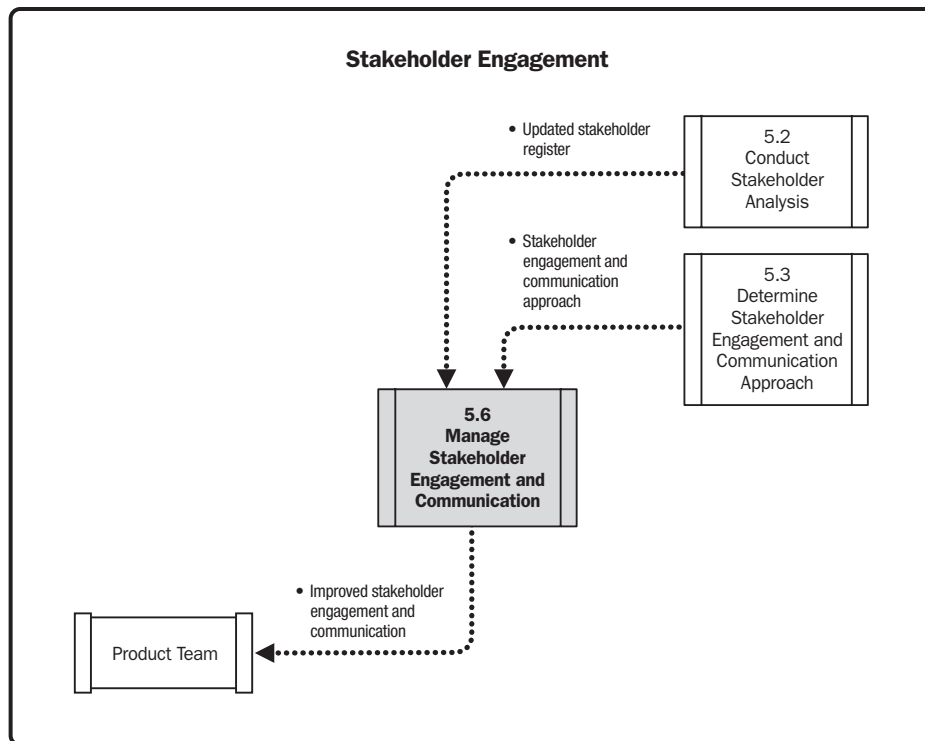 Stakeholder Engagement
• Updated stakeholder
register
5.2
Conduct
Stakeholder
Analysis
• Stakeholder
engagement and
communication
approach
5.3
Determine
Stakeholder
Engagement and
Communication
Approach
5.6
Manage
Stakeholder
Engagement and
Communication
• Improved stakeholder
engagement and
communication
Product Team